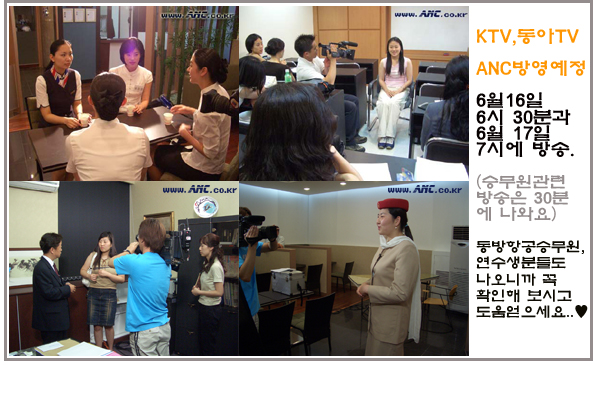 www. ANC.co.kr
www. ANC.co.kr
www. ANC.co.kr
www. ANC.co.kr
KTV,동아TV
ANC방영예정
6월16일
6시 30분과
6월 17일
7시에 방송.
(승무원관련
방송은 30분
에 나와요)
동방항공승무원,
연수생분들도
나오니까 꼭
확인해 보시고
도움얻으세요..♥